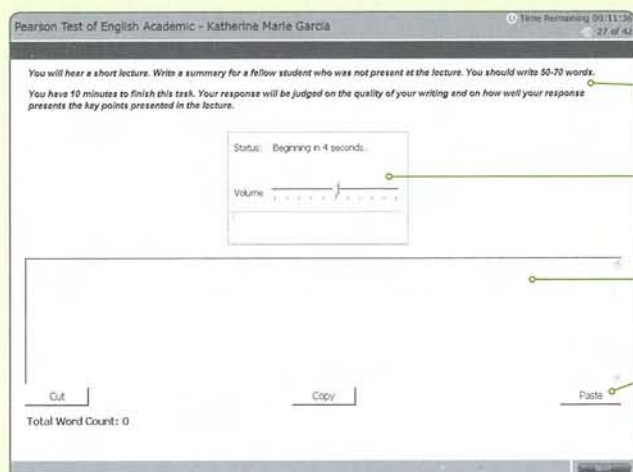 Pearson Test of English Academic - Katherine Marie Garcia
Time Remaining 00:11:36
27 of 42
You will hear a short lecture. Write a summary for a fellow student who was not present at the lecture. You should write 50-70 words.
You have 10 minutes to finish this task. Your response will be judged on the quality of your writing and on how well your response
presents the key points presented in the lecture.
Status: Beginning in 4 seconds.
Volume
Cut
Copy
Paste
Total Word Count: 0